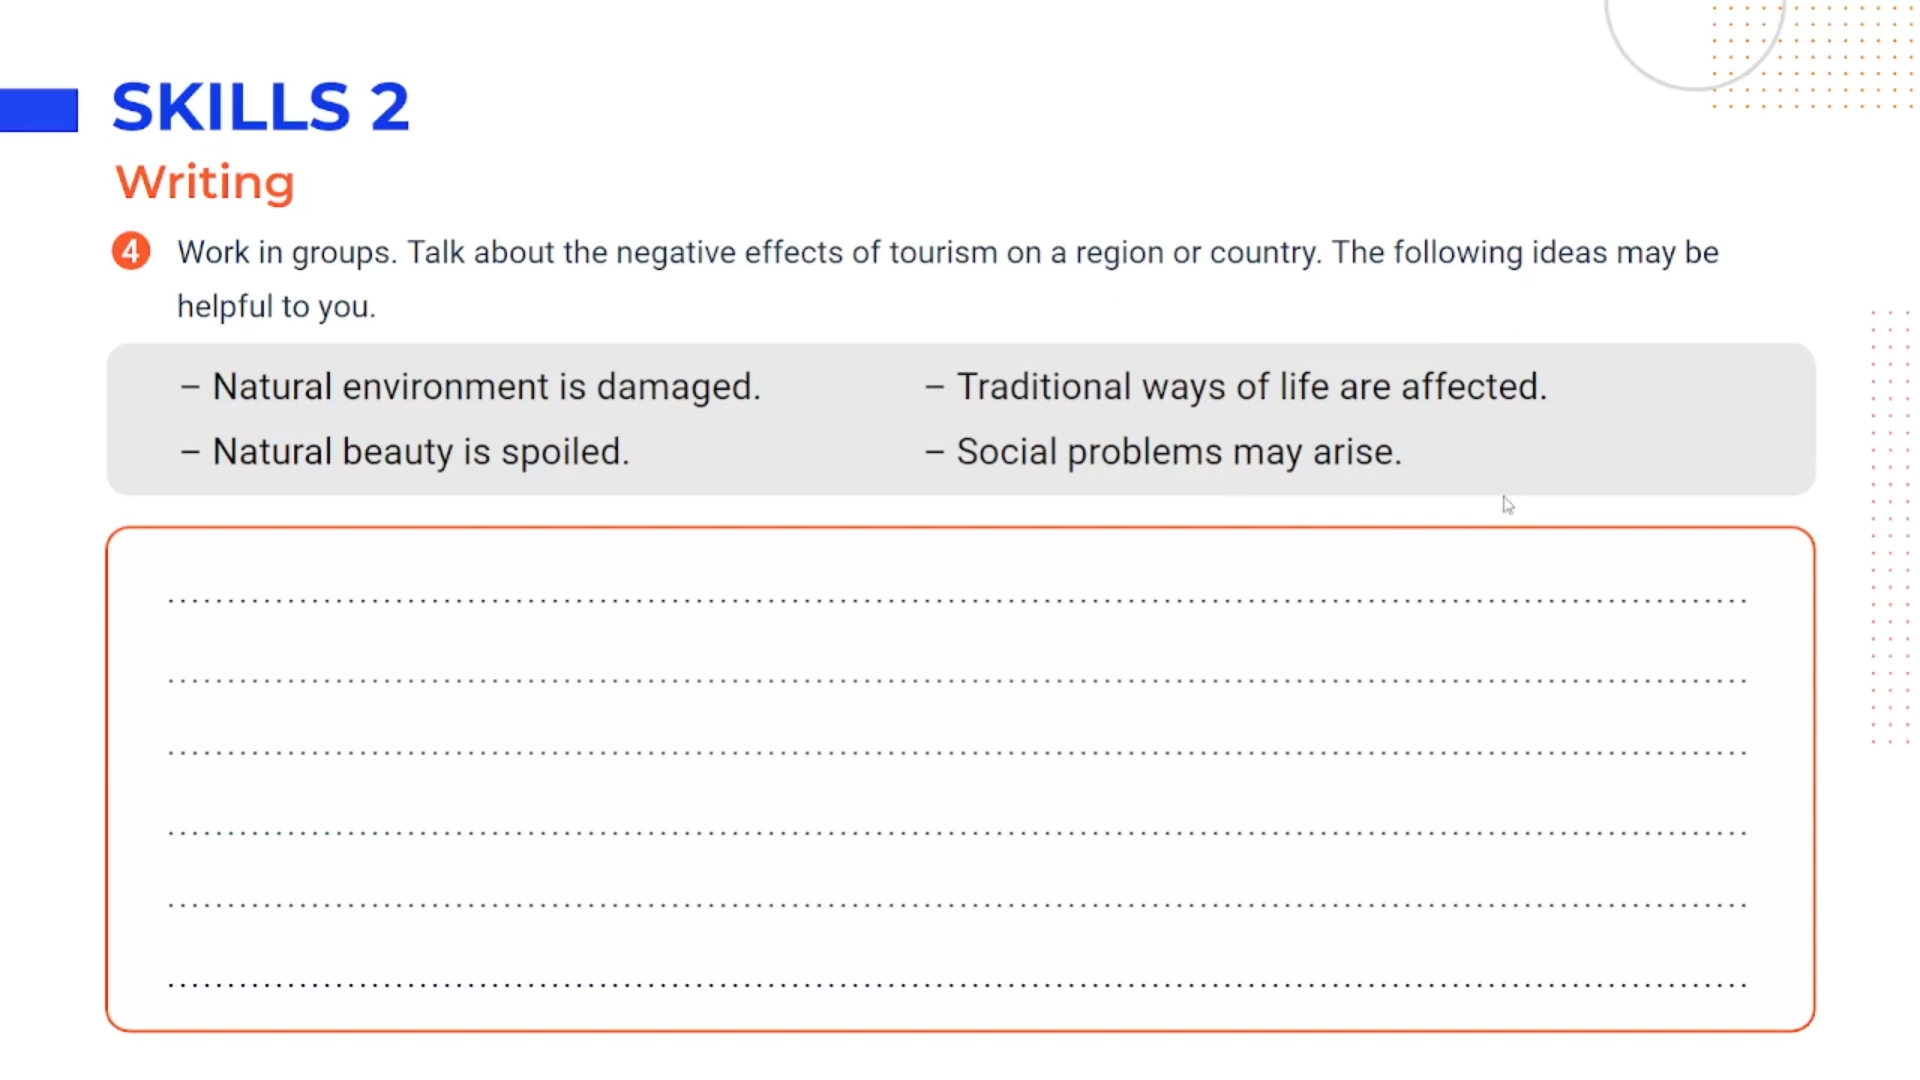 SKILLS 2
Writing
4 Work in groups. Talk about the negative effects of tourism on a region or country. The following ideas may be
helpful to you.
– Natural environment is damaged.
– Natural beauty is spoiled.
– Traditional ways of life are affected.
– Social problems may arise.